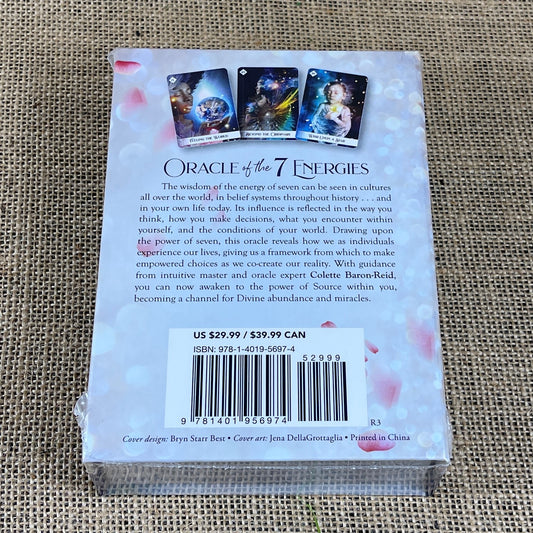 ORACLE of the 7 ENERGIES
The wisdom of the energy of seven can be seen in cultures
all over the world, in belief systems throughout history . . . and
in your own life today. Its influence is reflected in the way you
think, how you make decisions, what you encounter within
yourself, and the conditions of your world. Drawing upon
the power of seven, this oracle reveals how we as individuals
experience our lives, giving us a framework from which to make
empowered choices as we co-create our reality. With guidance
from intuitive master and oracle expert Colette Baron-Reid,
you can now awaken to the power of Source within you,
becoming a channel for Divine abundance and miracles.
US $29.99 / $39.99 CAN
ISBN: 978-1-4019-5697-4
52999
9 781401 956974
R3
Cover design: Bryn Starr Best • Cover art: Jena DellaGrottaglia • Printed in China